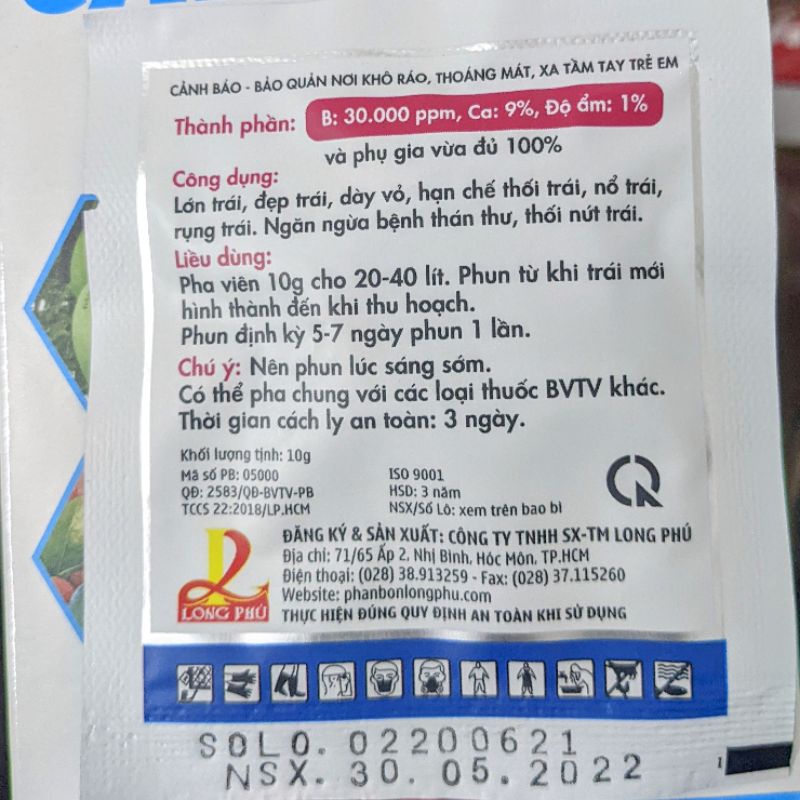 CẢNH BÁO - BẢO QUẢN NƠI KHÔ RÁO, THOÁNG MÁT, XA TẦM TAY TRẺ EM
Thành phần: B: 30.000 ppm, Ca: 9%, Độ ẩm: 1%
và phụ gia vừa đủ 100%
Công dụng:
Lớn trái, đẹp trái, dày vỏ, hạn chế thối trái, nổ trái,
rụng trái. Ngăn ngừa bệnh thán thư, thối nứt trái.
Liều dùng:
Pha viên 10g cho 20-40 lít. Phun từ khi trái mới
hình thành đến khi thu hoạch.
Phun định kỳ 5-7 ngày phun 1 lần.
Chú ý: Nên phun lúc sáng sớm.
Có thể pha chung với các loại thuốc BVTV khác.
Thời gian cách ly an toàn: 3 ngày.
Khối lượng tịnh: 10g
Mã số PB: 05000
QĐ: 2583/QĐ-BVTV-PB
TCCS 22:2018/LP.HCM
ISO 9001
HSD: 3 năm
NSX/Số Lô: xem trên bao bì
ĐĂNG KÝ & SẢN XUẤT: CÔNG TY TNHH SX-TM LONG PHÚ
Địa chỉ: 71/65 Ấp 2, Nhị Bình, Hóc Môn, TP.HCM
Điện thoại: (028) 38.913259 - Fax: (028) 37.115260
Website: phanbonlongphu.com
THỰC HIỆN ĐÚNG QUY ĐỊNH AN TOÀN KHI SỬ DỤNG
LONG PHÚ
SOLO. 02200621
NSX. 30. 05. 2022